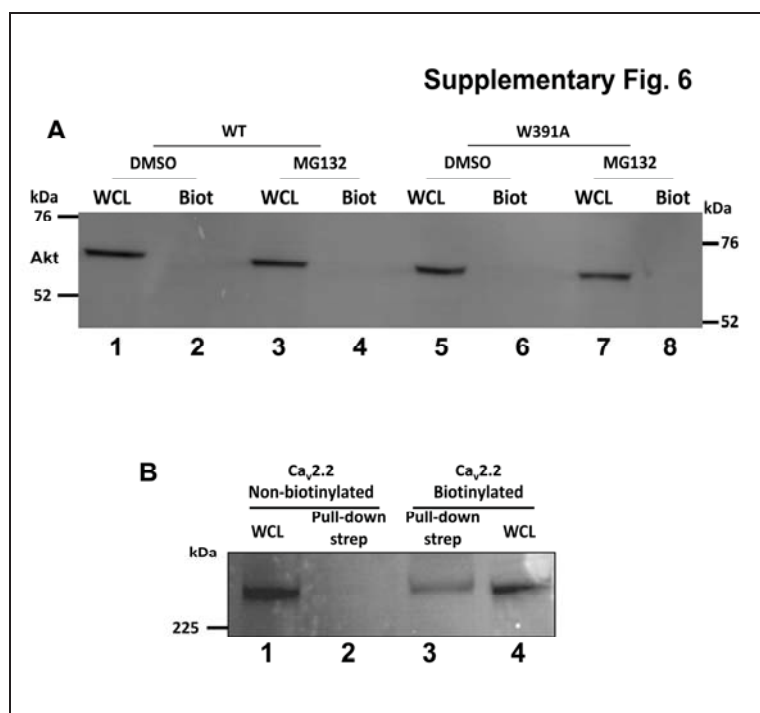 Supplementary Fig. 6
A
WT W391A
DMSO MG132 DMSO MG132
kDa WCL Biot WCL Biot WCL Biot WCL Biot kDa
76 76
Akt
52 52
1 2 3 4 5 6 7 8
B
Cav2.2 Cav2.2
Non-biotinylated Biotinylated
WCL Pull-down strep Pull-down strep WCL
kDa
225
1 2 3 4